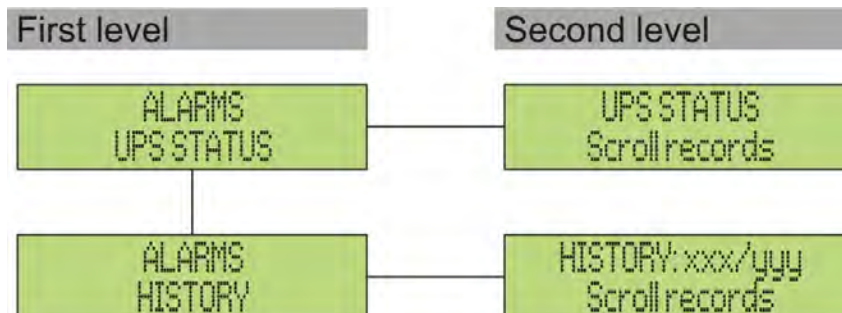 First level
Second level
ALARMS
UPS STATUS
UPS STATUS
Scroll records
ALARMS
HISTORY
HISTORY: xxx/yyy
Scroll records